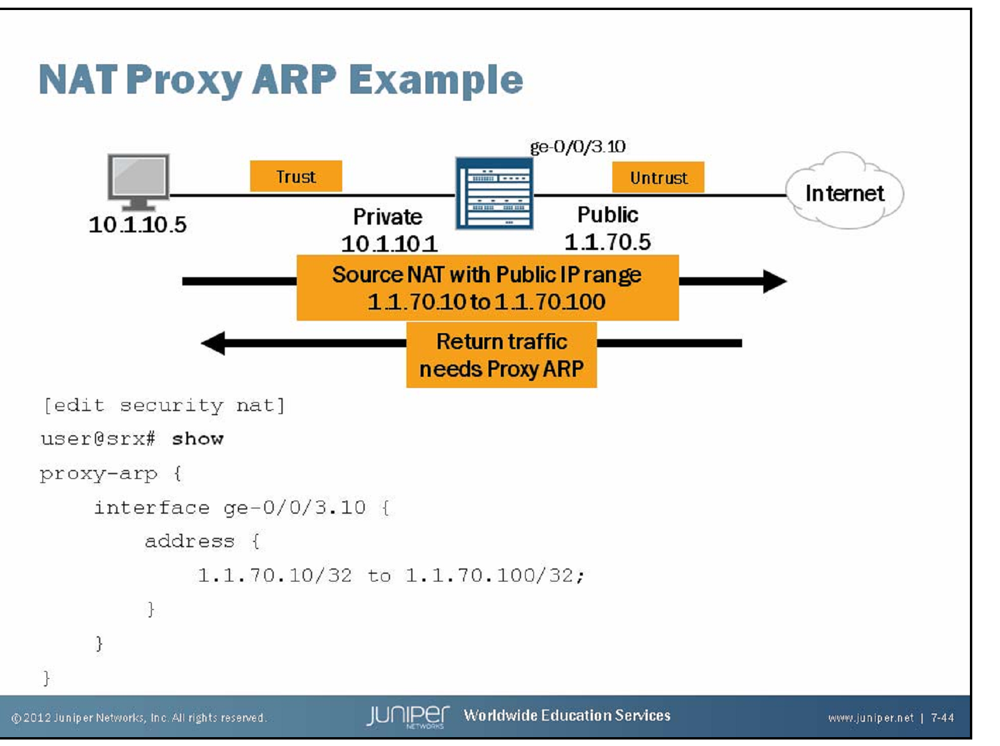 NAT Proxy ARP Example
ge-0/0/3.10
Trust
Untrust
Internet
10.1.10.5
Private
10.1.10.1
Public
1.1.70.5
Source NAT with Public IP range
1.1.70.10 to 1.1.70.100
Return traffic
needs Proxy ARP
[edit security nat]
user@srx# show
proxy-arp {
interface ge-0/0/3.10 {
address {
1.1.70.10/32 to 1.1.70.100/32;
}
}
}
© 2012 Juniper Networks, Inc. All rights reserved.
JUNIPEr
NETWORKS
Worldwide Education Services
www.juniper.net | 7-44